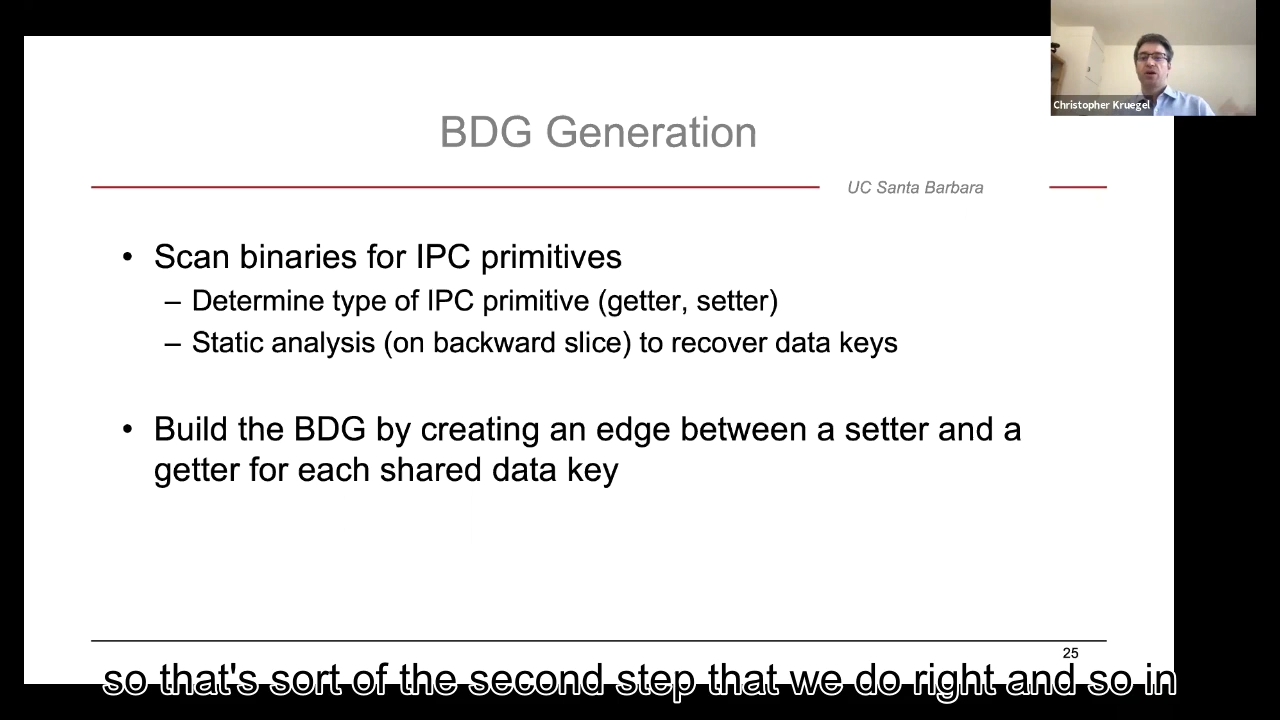 Christopher Kruegel
BDG Generation
UC Santa Barbara
• Scan binaries for IPC primitives
– Determine type of IPC primitive (getter, setter)
– Static analysis (on backward slice) to recover data keys
• Build the BDG by creating an edge between a setter and a
getter for each shared data key
25
so that's sort of the second step that we do right and so in